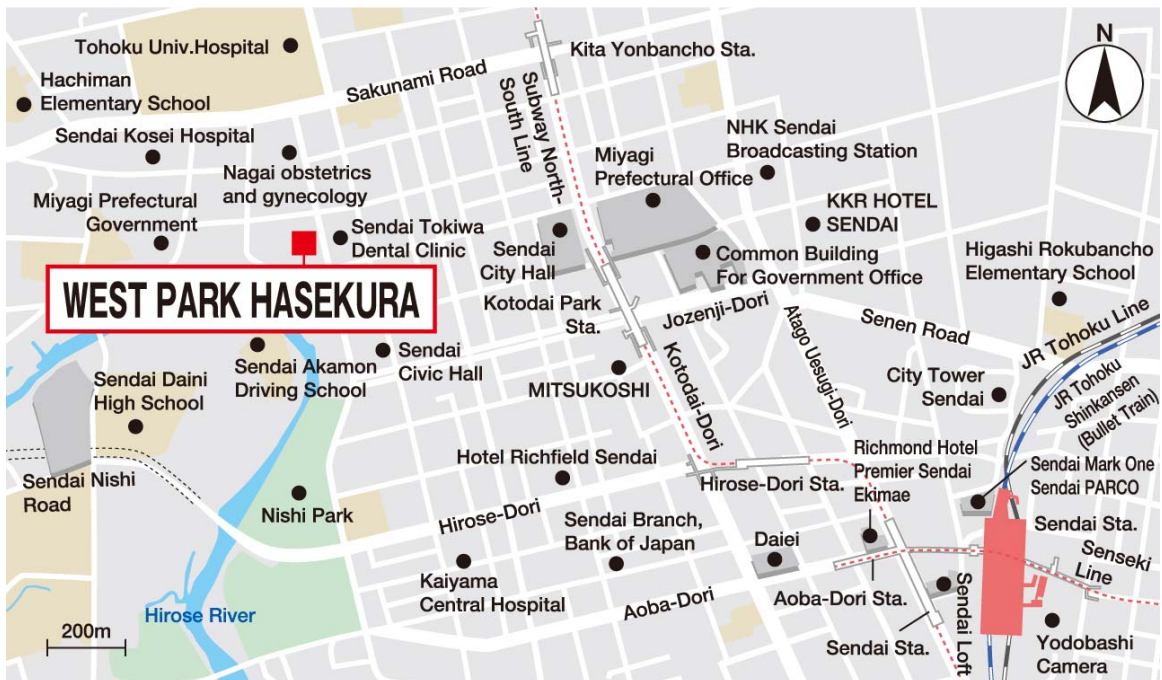 Tohoku Univ.Hospital
Kita Yonbancho Sta.
N
Hachiman
Elementary School
Sakunami Road
Subway North-
South Line
Sendai Kosei Hospital
Nagai obstetrics
and gynecology
NHK Sendai
Broadcasting Station
Miyagi
Prefectural Office
Miyagi Prefectural
Government
Sendai Tokiwa
Dental Clinic
Sendai
City Hall
KKR HOTEL
SENDAI
Common Building
For Government Office
Higashi Rokubancho
Elementary School
WEST PARK HASEKURA
Kotodai Park
Sta.
Jozenji-Dori
Atago Uesugi-Dori
Senen Road
JR Tohoku Line
JR Tohoku
Shinkansen
(Bullet Train)
Sendai Akamon
Driving School
Sendai
Civic Hall
MITSUKOSHI
Kotodai-Dori
City Tower
Sendai
Sendai Daini
High School
Sendai Nishi
Road
Nishi Park
Hotel Richfield Sendai
Hirose-Dori
Hirose-Dori Sta.
Richmond Hotel
Premier Sendai
Ekimae
Sendai Mark One
Sendai PARCO
Sendai Sta.
Senseki
Line
Sendai Branch,
Bank of Japan
Daiei
Kaiyama
Central Hospital
Aoba-Dori
Aoba-Dori Sta.
Sendai Sta.
Sendai Loft
Yodobashi
Camera
Hirose River
200m